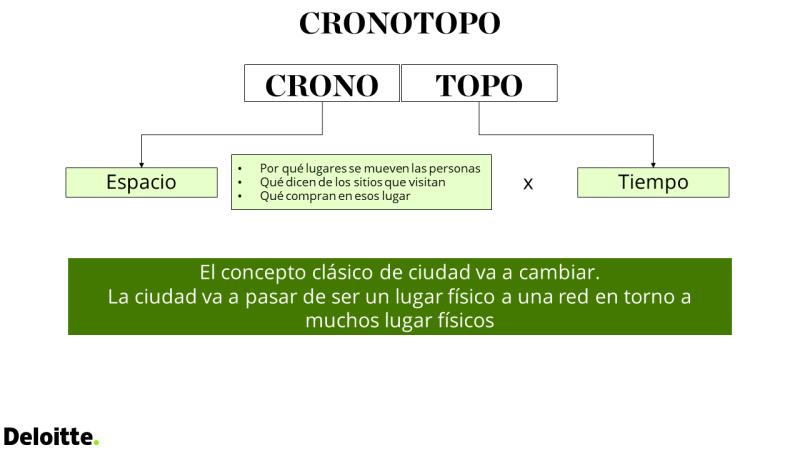 CRONOTOPO
CRONO
TOPO
Espacio
• Por qué lugares se mueven las personas
• Qué dicen de los sitios que visitan
• Qué compran en esos lugar
x
Tiempo
El concepto clásico de ciudad va a cambiar.
La ciudad va a pasar de ser un lugar físico a una red en torno a
muchos lugar físicos
Deloitte.